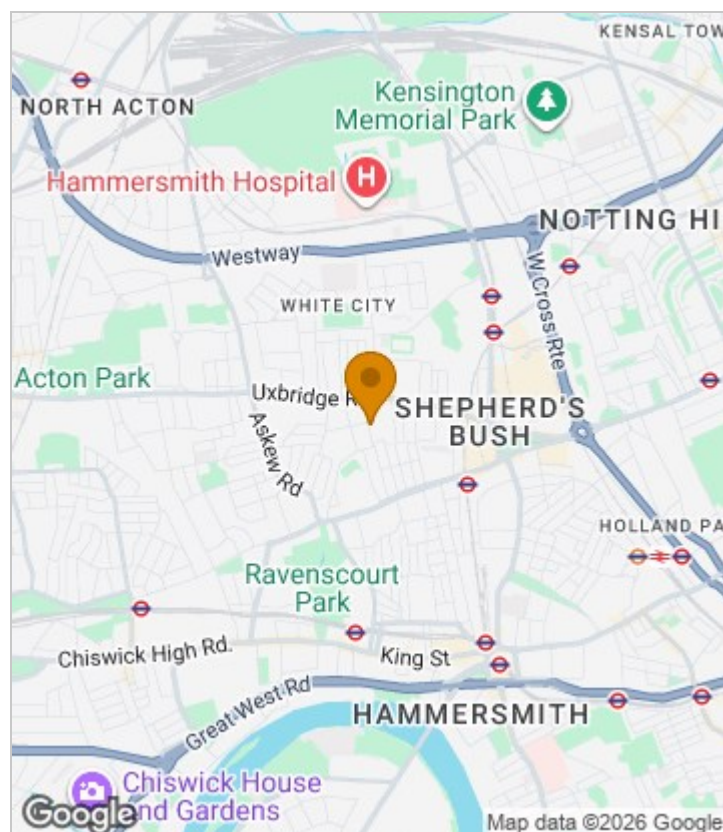 KENSAL TOW
NORTH ACTON
Kensington
Memorial Park
Hammersmith Hospital
H
NOTTING HI
Westway
W Cross Rte
WHITE CITY
Acton Park
Uxbridge R
SHEPHERD'S
BUSH
Askew Rd
HOLLAND PA
Ravenscourt
Park
Chiswick High Rd.
King St
Great West Rd
HAMMERSMITH
Chiswick House
and Gardens
Google
Map data ©2026 Google